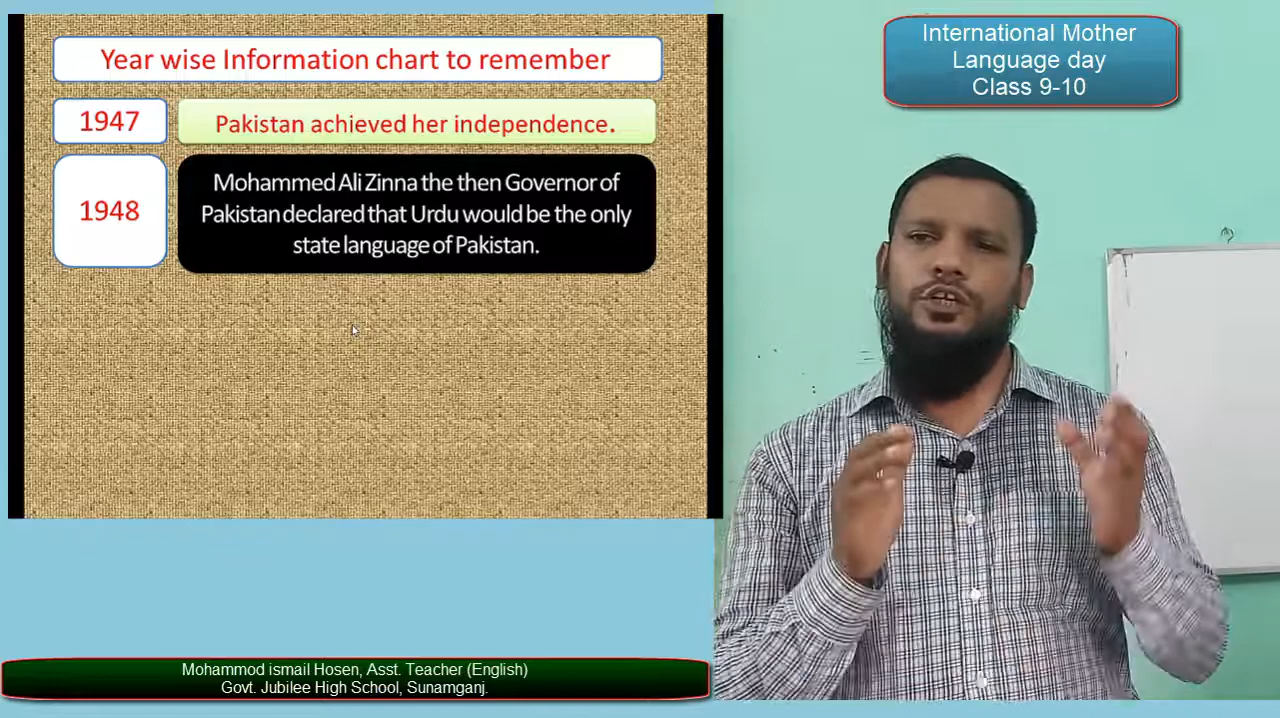 Year wise Information chart to remember
1947
Pakistan achieved her independence.
1948
Mohammed Ali Zinna the then Governor of
Pakistan declared that Urdu would be the only
state language of Pakistan.
International Mother
Language day
Class 9-10
Mohammod ismail Hosen, Asst. Teacher (English)
Govt. Jubilee High School, Sunamganj.